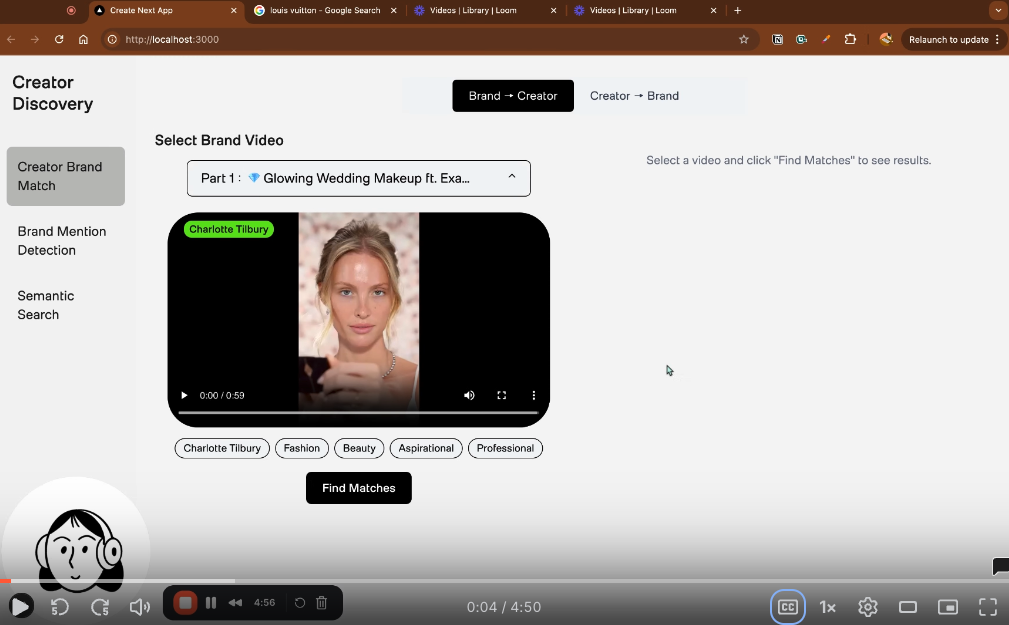 Create Next App
louis vuitton - Google Search
Videos | Library | Loom
Videos | Library | Loom
http://localhost:3000
Relaunch to update
Creator
Discovery
Brand → Creator
Creator → Brand
Creator Brand
Match
Brand Mention
Detection
Semantic
Search
Select Brand Video
Part 1 : 💎 Glowing Wedding Makeup ft. Exa...
Select a video and click "Find Matches" to see results.
Charlotte Tilbury
0:00 / 0:59
Charlotte Tilbury
Fashion
Beauty
Aspirational
Professional
Find Matches
5
5
4:56
0:04 / 4:50
CC
1x